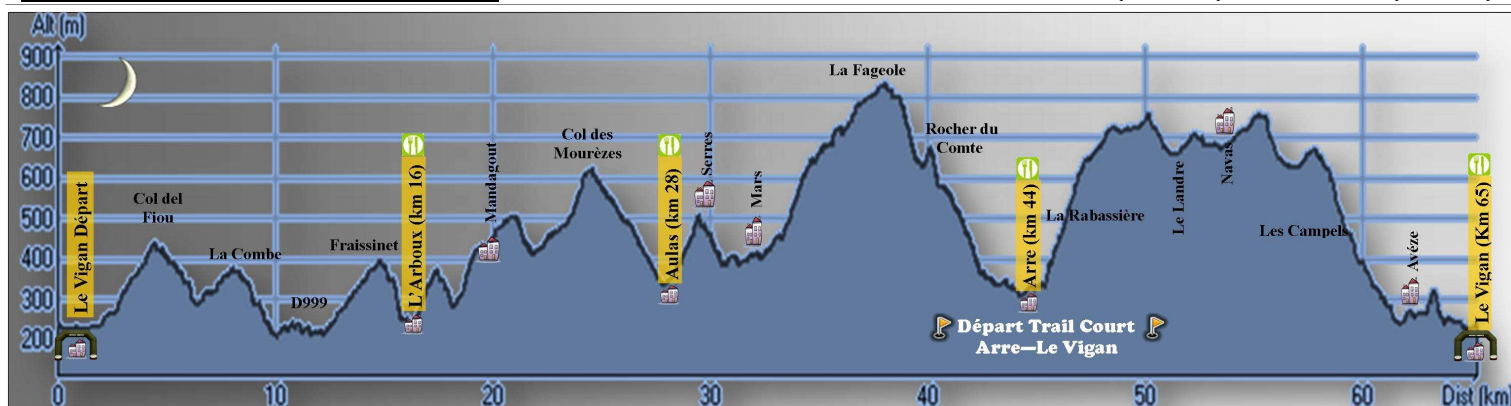 Alt (m)
900
800
700
600
500
400
300
200
Le Vigan Départ
Col del
Fiou
La Combe
D999
Fraissinet
L'Arboux (km 16)
Mandagout
Col des
Mourèzes
Aulas (km 28)
Serres
Mars
La Fageole
Rocher du
Comte
Arre (km 44)
La Rabassière
Le Landre
Navas
Les Campels
Avéze
Le Vigan (Km 65)
Départ Trail Court
Arre—Le Vigan
0
10
20
30
40
50
60
Dist (km)